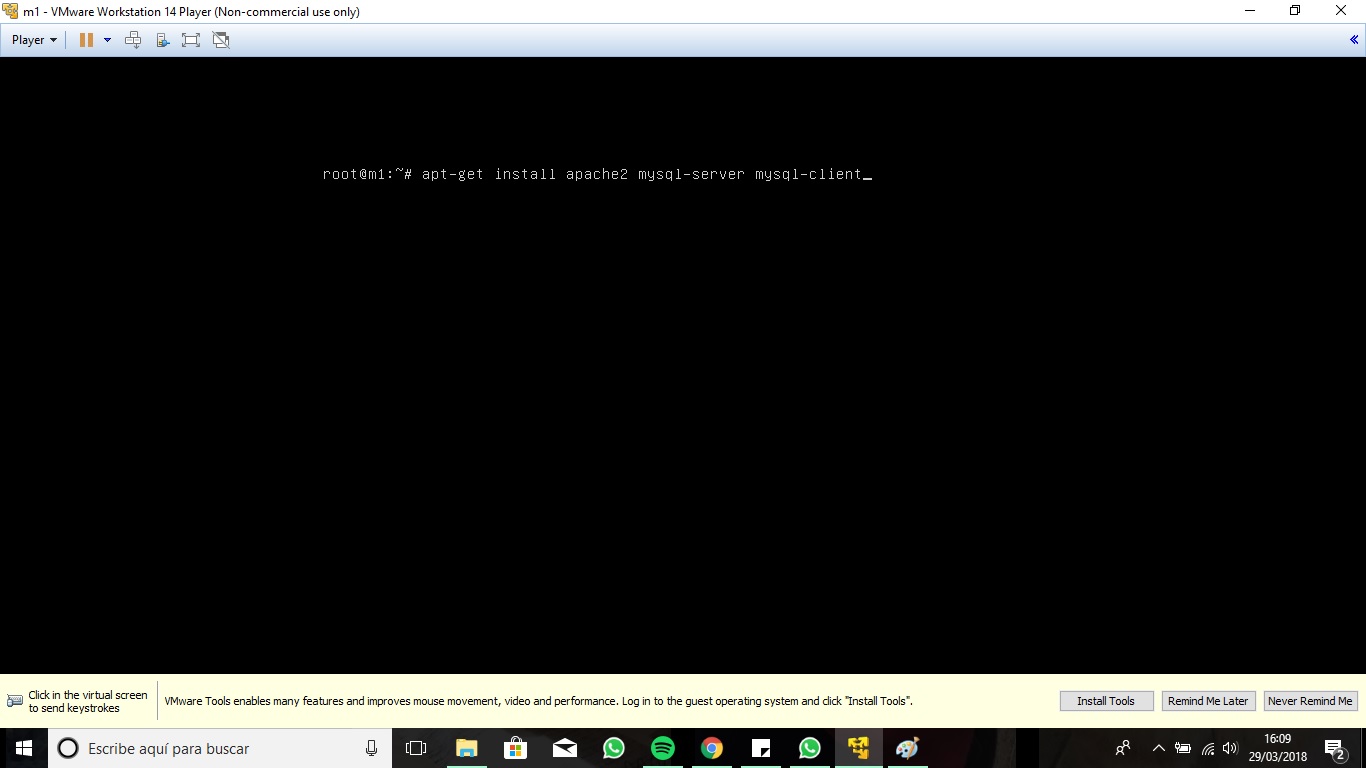 m1 - VMware Workstation 14 Player (Non-commercial use only)
Player
root@m1:~# apt-get install apache2 mysql-server mysql-client_
Click in the virtual screen
to send keystrokes
VMware Tools enables many features and improves mouse movement, video and performance. Log in to the guest operating system and click "Install Tools".
Install Tools
Remind Me Later
Never Remind Me
Escribe aquí para buscar
16:09
29/03/2018
2